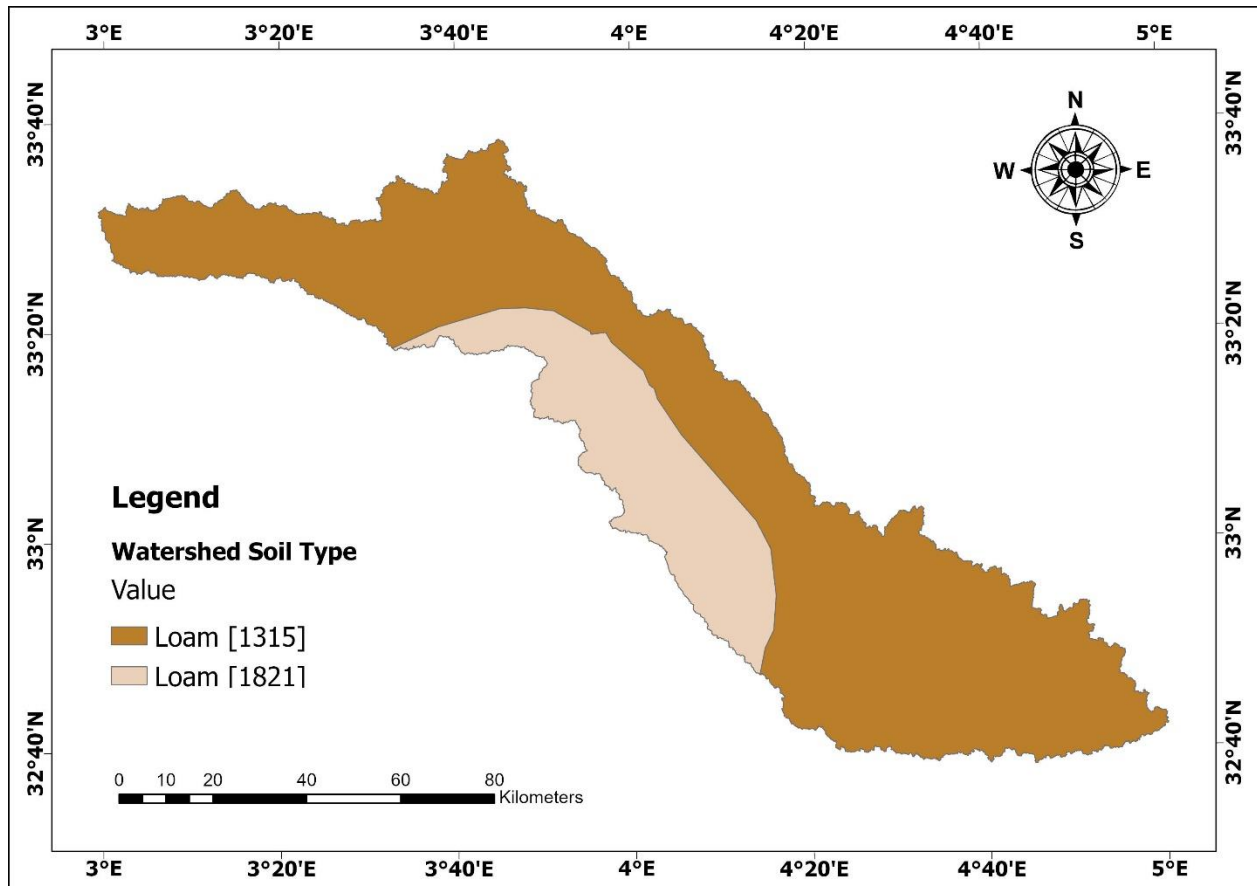 3°E 3°20'E 3°40'E 4°E 4°20'E 4°40'E 5°E
33°40'N 33°40'N
N
W E
S
33°20'N 33°20'N
Legend
Watershed Soil Type
Value
Loam [1315]
Loam [1821]
33°N 33°N
32°40'N 32°40'N
0 10 20 40 60 80
Kilometers
3°E 3°20'E 3°40'E 4°E 4°20'E 4°40'E 5°E